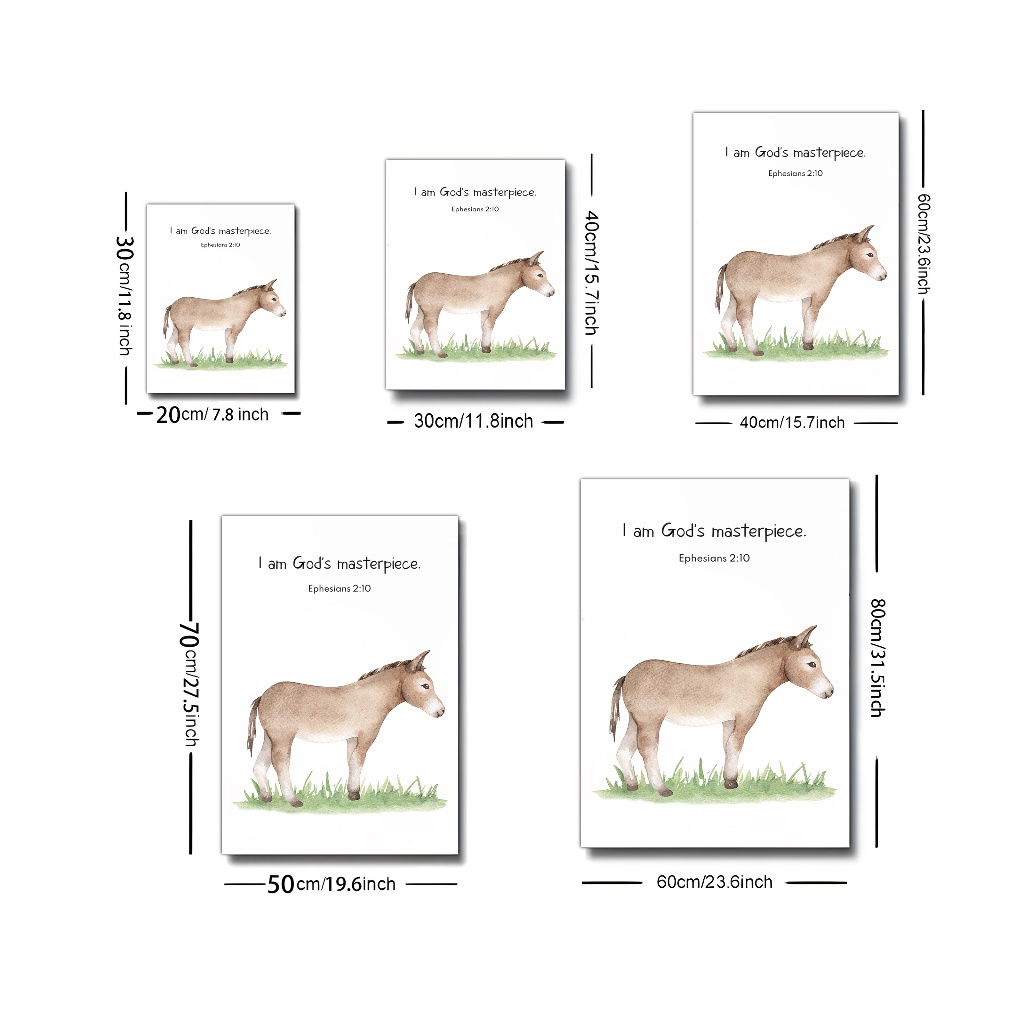 I am God's masterpiece.
Ephesians 2:10
30cm/11.8 inch
20cm/ 7.8 inch
I am God's masterpiece.
Ephesians 2:10
40cm/15.7inch
30cm/11.8inch
I am God's masterpiece.
Ephesians 2:10
60cm/23.6inch
40cm/15.7inch
I am God's masterpiece.
Ephesians 2:10
70cm/27.5inch
50cm/19.6inch
I am God's masterpiece.
Ephesians 2:10
80cm/31.5inch
60cm/23.6inch